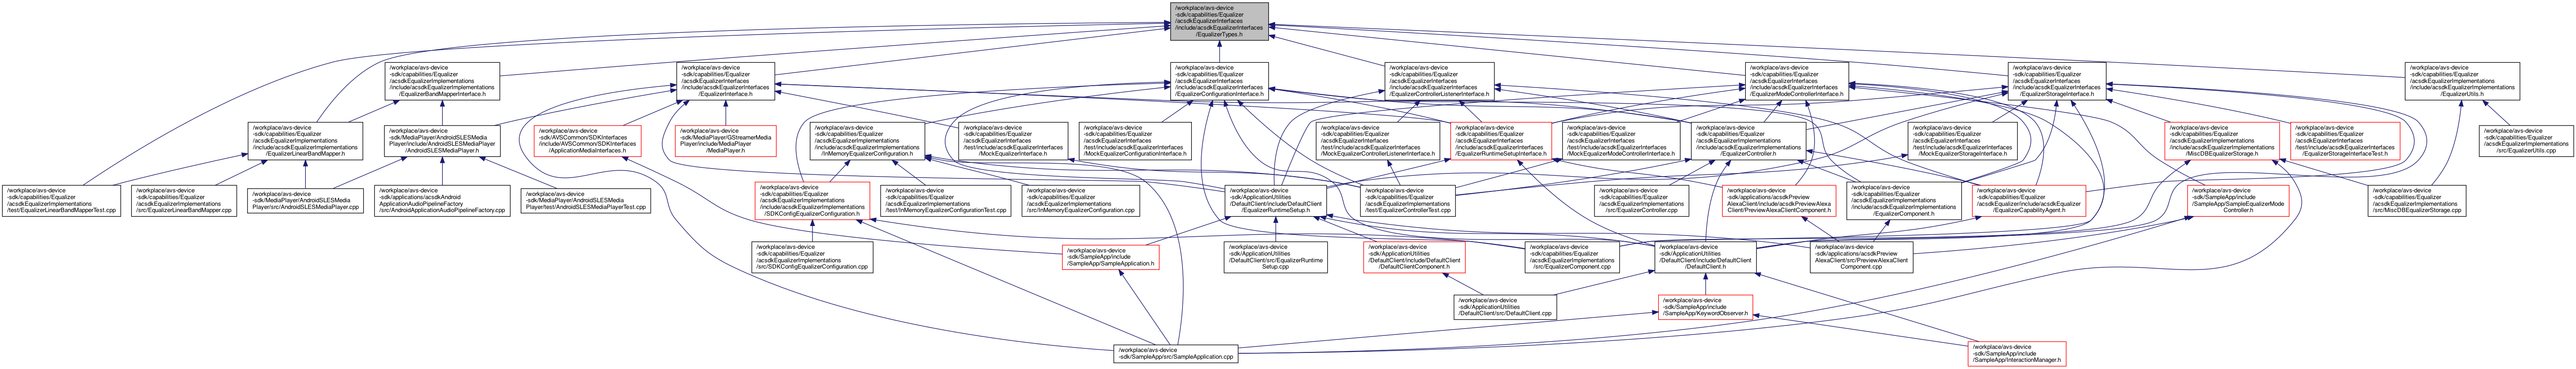 /workplace/avs-device
-sdk/capabilities/Equalizer
/acsdkEqualizerInterfaces
/include/acsdkEqualizerInterfaces
/EqualizerTypes.h
/workplace/avs-device
-sdk/capabilities/Equalizer
/acsdkEqualizerImplementations
/include/acsdkEqualizerImplementations
/EqualizerBandMapperInterface.h
/workplace/avs-device
-sdk/capabilities/Equalizer
/acsdkEqualizerInterfaces
/include/acsdkEqualizerInterfaces
/EqualizerInterface.h
/workplace/avs-device
-sdk/capabilities/Equalizer
/acsdkEqualizerInterfaces
/include/acsdkEqualizerInterfaces
/EqualizerConfigurationInterface.h
/workplace/avs-device
-sdk/capabilities/Equalizer
/acsdkEqualizerInterfaces
/include/acsdkEqualizerInterfaces
/EqualizerControllerListenerInterface.h
/workplace/avs-device
-sdk/capabilities/Equalizer
/acsdkEqualizerInterfaces
/include/acsdkEqualizerInterfaces
/EqualizerModeControllerInterface.h
/workplace/avs-device
-sdk/capabilities/Equalizer
/acsdkEqualizerInterfaces
/include/acsdkEqualizerInterfaces
/EqualizerStorageInterface.h
/workplace/avs-device
-sdk/capabilities/Equalizer
/acsdkEqualizerImplementations
/include/acsdkEqualizerImplementations
/EqualizerUtils.h
/workplace/avs-device
-sdk/capabilities/Equalizer
/acsdkEqualizerImplementations
/include/acsdkEqualizerImplementations
/EqualizerLinearBandMapper.h
/workplace/avs-device
-sdk/MediaPlayer/AndroidSLESMedia
Player/include/AndroidSLESMediaPlayer
/AndroidSLESMediaPlayer.h
/workplace/avs-device
-sdk/AVSCommon/SDKInterfaces
/include/AVSCommon/SDKInterfaces
/ApplicationMediaInterfaces.h
/workplace/avs-device
-sdk/MediaPlayer/GStreamerMedia
Player/include/MediaPlayer
/MediaPlayer.h
/workplace/avs-device
-sdk/capabilities/Equalizer
/acsdkEqualizerImplementations
/include/acsdkEqualizerImplementations
/InMemoryEqualizerConfiguration.h
/workplace/avs-device
-sdk/capabilities/Equalizer
/acsdkEqualizerInterfaces
/test/include/acsdkEqualizerInterfaces
/MockEqualizerInterface.h
/workplace/avs-device
-sdk/capabilities/Equalizer
/acsdkEqualizerInterfaces
/test/include/acsdkEqualizerInterfaces
/MockEqualizerConfigurationInterface.h
/workplace/avs-device
-sdk/capabilities/Equalizer
/acsdkEqualizerInterfaces
/test/include/acsdkEqualizerInterfaces
/MockEqualizerControllerListenerInterface.h
/workplace/avs-device
-sdk/capabilities/Equalizer
/acsdkEqualizerInterfaces
/include/acsdkEqualizerInterfaces
/EqualizerRuntimeSetupInterface.h
/workplace/avs-device
-sdk/capabilities/Equalizer
/acsdkEqualizerInterfaces
/test/include/acsdkEqualizerInterfaces
/MockEqualizerModeControllerInterface.h
/workplace/avs-device
-sdk/capabilities/Equalizer
/acsdkEqualizerImplementations
/include/acsdkEqualizerImplementations
/EqualizerController.h
/workplace/avs-device
-sdk/capabilities/Equalizer
/acsdkEqualizerInterfaces
/test/include/acsdkEqualizerInterfaces
/MockEqualizerStorageInterface.h
/workplace/avs-device
-sdk/capabilities/Equalizer
/acsdkEqualizerImplementations
/include/acsdkEqualizerImplementations
/MiscDBEqualizerStorage.h
/workplace/avs-device
-sdk/capabilities/Equalizer
/acsdkEqualizerInterfaces
/test/include/acsdkEqualizerInterfaces
/EqualizerStorageInterfaceTest.h
/workplace/avs-device
-sdk/capabilities/Equalizer
/acsdkEqualizerImplementations
/src/EqualizerUtils.cpp
/workplace/avs-device
-sdk/capabilities/Equalizer
/acsdkEqualizerImplementations
/test/EqualizerLinearBandMapperTest.cpp
/workplace/avs-device
-sdk/capabilities/Equalizer
/acsdkEqualizerImplementations
/src/EqualizerLinearBandMapper.cpp
/workplace/avs-device
-sdk/MediaPlayer/AndroidSLESMedia
Player/src/AndroidSLESMediaPlayer.cpp
/workplace/avs-device
-sdk/applications/acsdkAndroid
ApplicationAudioPipelineFactory
/src/AndroidApplicationAudioPipelineFactory.cpp
/workplace/avs-device
-sdk/MediaPlayer/AndroidSLESMedia
Player/test/AndroidSLESMediaPlayerTest.cpp
/workplace/avs-device
-sdk/capabilities/Equalizer
/acsdkEqualizerImplementations
/include/acsdkEqualizerImplementations
/SDKConfigEqualizerConfiguration.h
/workplace/avs-device
-sdk/capabilities/Equalizer
/acsdkEqualizerImplementations
/test/InMemoryEqualizerConfigurationTest.cpp
/workplace/avs-device
-sdk/capabilities/Equalizer
/acsdkEqualizerImplementations
/src/InMemoryEqualizerConfiguration.cpp
/workplace/avs-device
-sdk/ApplicationUtilities
/DefaultClient/include/DefaultClient
/EqualizerRuntimeSetup.h
/workplace/avs-device
-sdk/capabilities/Equalizer
/acsdkEqualizerImplementations
/test/EqualizerControllerTest.cpp
/workplace/avs-device
-sdk/capabilities/Equalizer
/acsdkEqualizerImplementations
/src/EqualizerController.cpp
/workplace/avs-device
-sdk/applications/acsdkPreview
AlexaClient/include/acsdkPreviewAlexa
Client/PreviewAlexaClientComponent.h
/workplace/avs-device
-sdk/capabilities/Equalizer
/acsdkEqualizerImplementations
/include/acsdkEqualizerImplementations
/EqualizerComponent.h
/workplace/avs-device
-sdk/capabilities/Equalizer
/acsdkEqualizer/include/acsdkEqualizer
/EqualizerCapabilityAgent.h
/workplace/avs-device
-sdk/SampleApp/include
/SampleApp/SampleEqualizerMode
Controller.h
/workplace/avs-device
-sdk/capabilities/Equalizer
/acsdkEqualizerImplementations
/src/MiscDBEqualizerStorage.cpp
/workplace/avs-device
-sdk/capabilities/Equalizer
/acsdkEqualizerImplementations
/src/SDKConfigEqualizerConfiguration.cpp
/workplace/avs-device
-sdk/SampleApp/include
/SampleApp/SampleApplication.h
/workplace/avs-device
-sdk/ApplicationUtilities
/DefaultClient/src/EqualizerRuntime
Setup.cpp
/workplace/avs-device
-sdk/ApplicationUtilities
/DefaultClient/include/DefaultClient
/DefaultClientComponent.h
/workplace/avs-device
-sdk/capabilities/Equalizer
/acsdkEqualizerImplementations
/src/EqualizerComponent.cpp
/workplace/avs-device
-sdk/ApplicationUtilities
/DefaultClient/include/DefaultClient
/DefaultClient.h
/workplace/avs-device
-sdk/applications/acsdkPreview
AlexaClient/src/PreviewAlexaClient
Component.cpp
/workplace/avs-device
-sdk/ApplicationUtilities
/DefaultClient/src/DefaultClient.cpp
/workplace/avs-device
-sdk/SampleApp/include
/SampleApp/KeywordObserver.h
/workplace/avs-device
-sdk/SampleApp/src/SampleApplication.cpp
/workplace/avs-device
-sdk/SampleApp/include
/SampleApp/InteractionManager.h